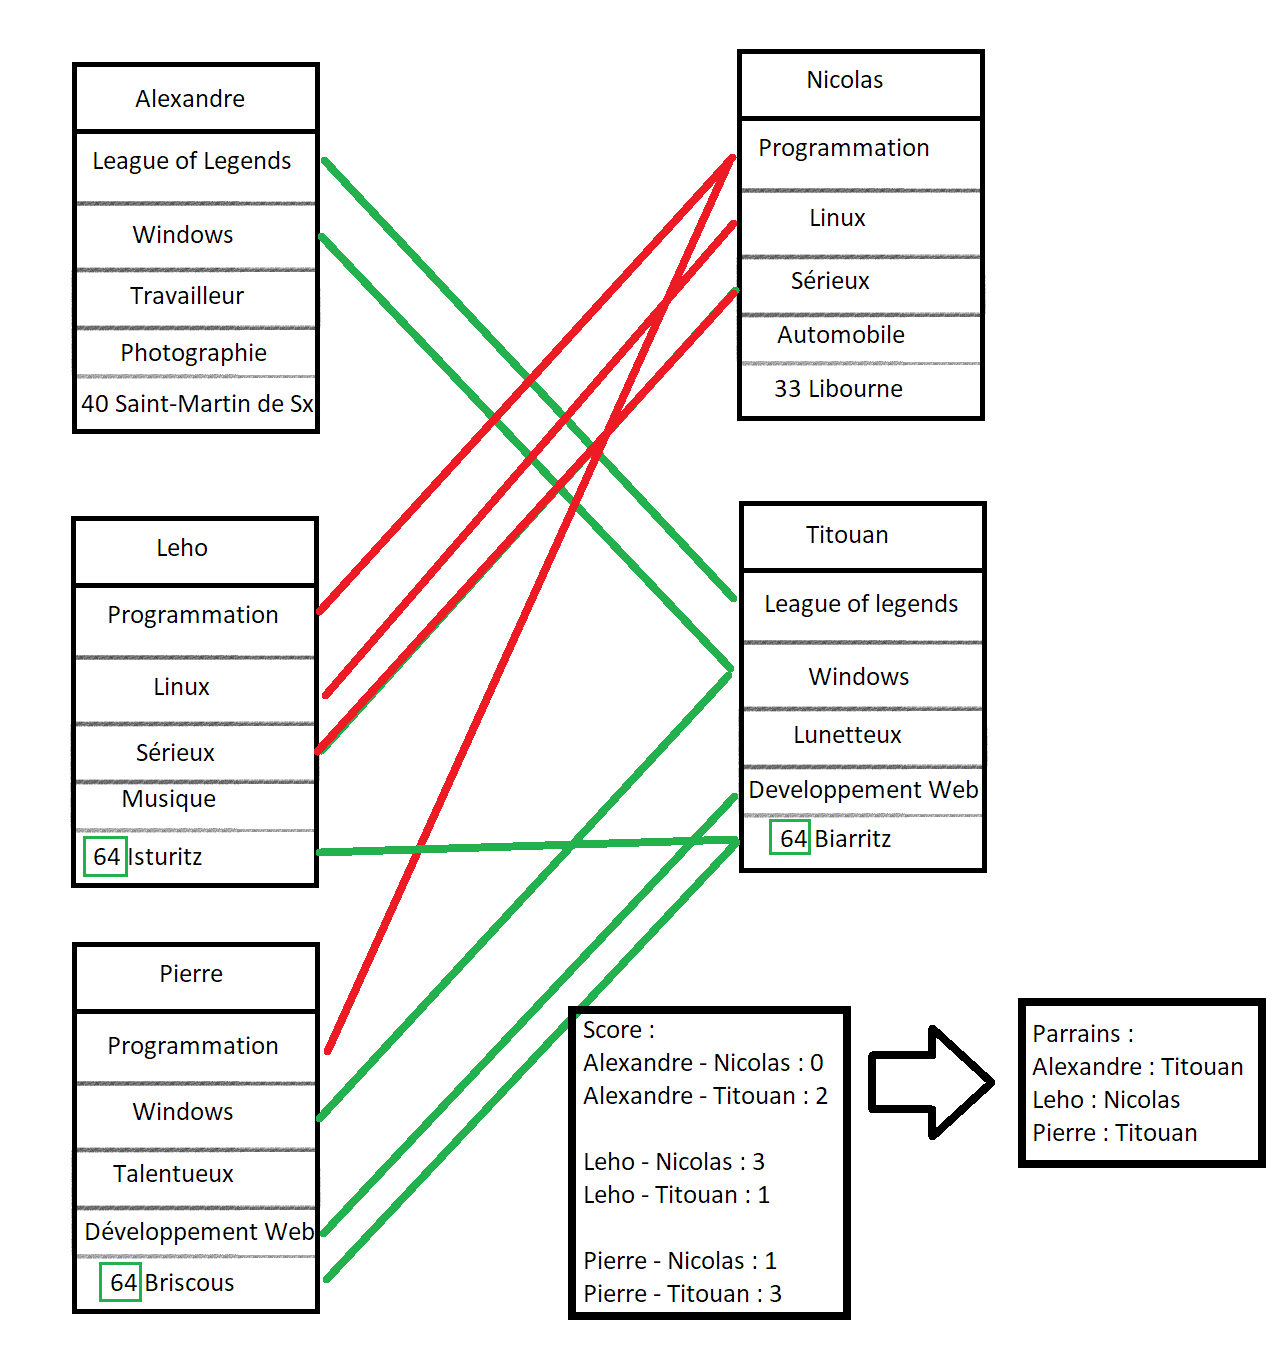 Alexandre
League of Legends
Windows
Travailleur
Photographie
40 Saint-Martin de Sx
Leho
Programmation
Linux
Sérieux
Musique
64 Isturitz
Pierre
Programmation
Windows
Talentueux
Développement Web
64 Briscous
Nicolas
Programmation
Linux
Sérieux
Automobile
33 Libourne
Titouan
League of legends
Windows
Lunetteux
Developpement Web
64 Biarritz
Score :
Alexandre - Nicolas : 0
Alexandre - Titouan : 2
Leho - Nicolas : 3
Leho - Titouan : 1
Pierre - Nicolas : 1
Pierre - Titouan : 3
Parrains :
Alexandre : Titouan
Leho : Nicolas
Pierre : Titouan